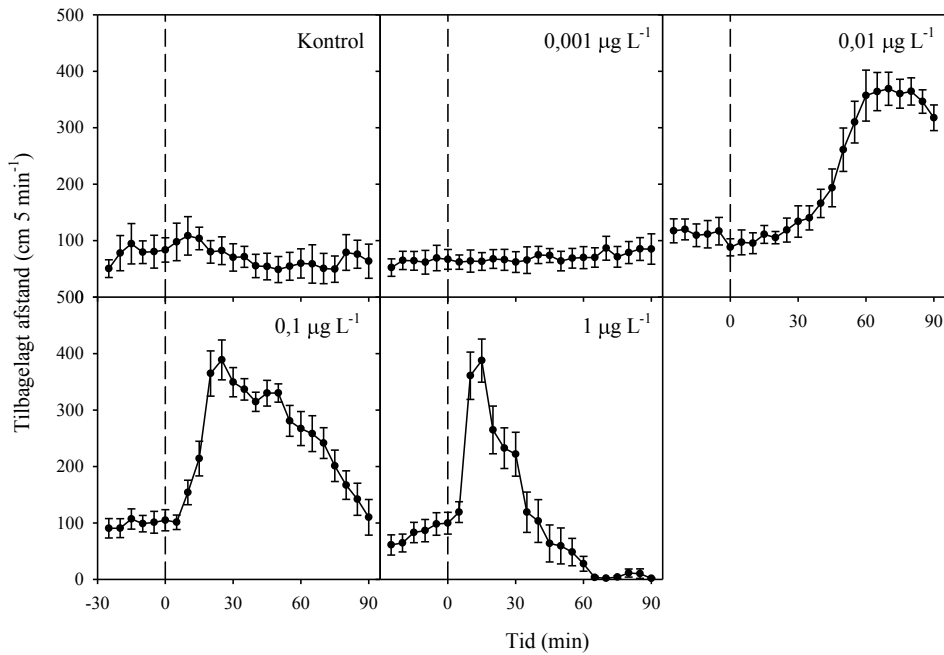 Tilbagelagt afstand (cm 5 min⁻¹)
500
400
300
200
100
500
0
400
300
200
100
0
Kontrol
0,001 µg L⁻¹
0,01 µg L⁻¹
0 30 60 90
0,1 µg L⁻¹
1 µg L⁻¹
-30 0 30 60 90
0 30 60 90
Tid (min)